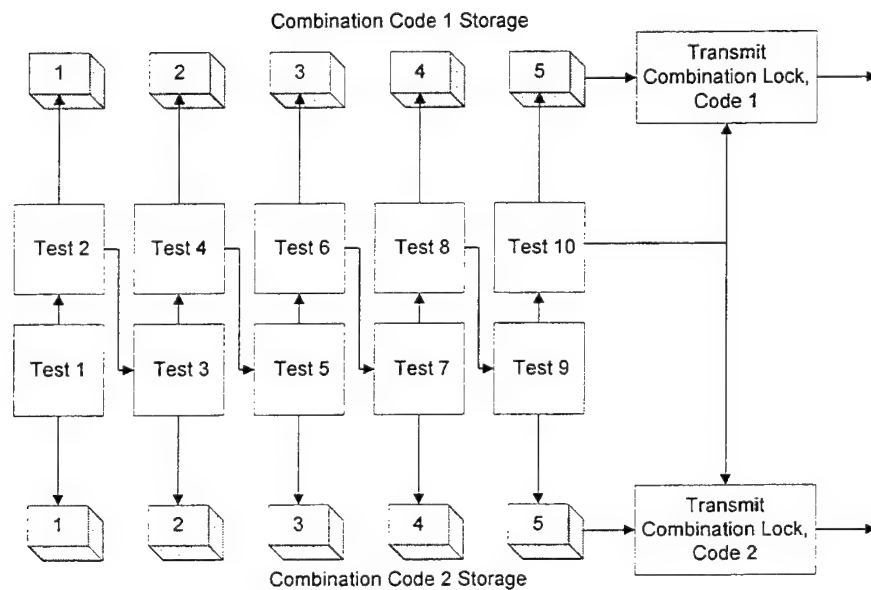 Combination Code 1 Storage
1
2
3
4
5
Transmit
Combination Lock,
Code 1
Test 2
Test 4
Test 6
Test 8
Test 10
Test 1
Test 3
Test 5
Test 7
Test 9
1
2
3
4
5
Transmit
Combination Lock,
Code 2
Combination Code 2 Storage